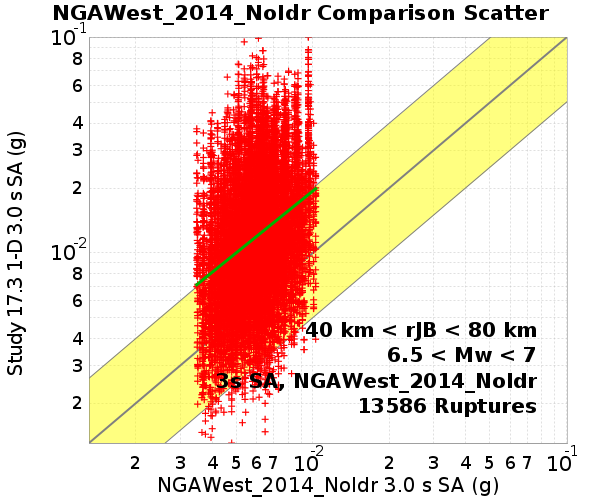 NGAWest_2014_NoIdr Comparison Scatter
10-1
8
6
4
3
2
10-2
8
6
4
3
2
Study 17.3 1-D 3.0 s SA (g)
40 km < rJB < 80 km
6.5 < Mw < 7
3s SA, NGAWest_2014_NoIdr
13586 Ruptures
2 3 4 5 6 7 10-2 2 3 4 5 6 7 10-1
NGAWest_2014_NoIdr 3.0 s SA (g)